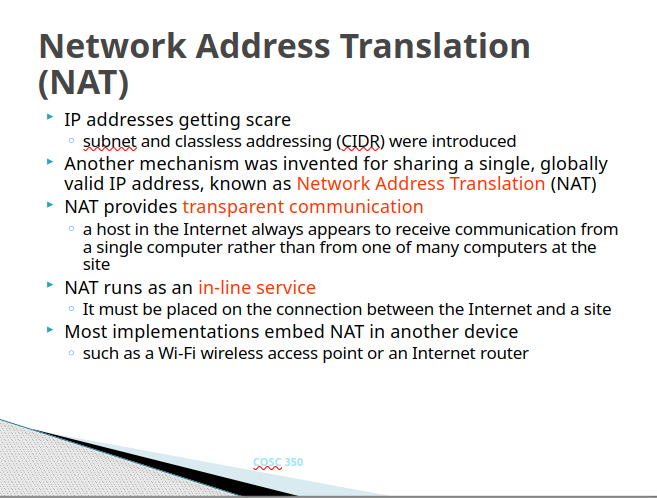 Network Address Translation
(NAT)
IP addresses getting scare
subnet and classless addressing (CIDR) were introduced
Another mechanism was invented for sharing a single, globally
valid IP address, known as Network Address Translation (NAT)
NAT provides transparent communication
a host in the Internet always appears to receive communication from
a single computer rather than from one of many computers at the
site
NAT runs as an in-line service
It must be placed on the connection between the Internet and a site
Most implementations embed NAT in another device
such as a Wi-Fi wireless access point or an Internet router
COSC 350